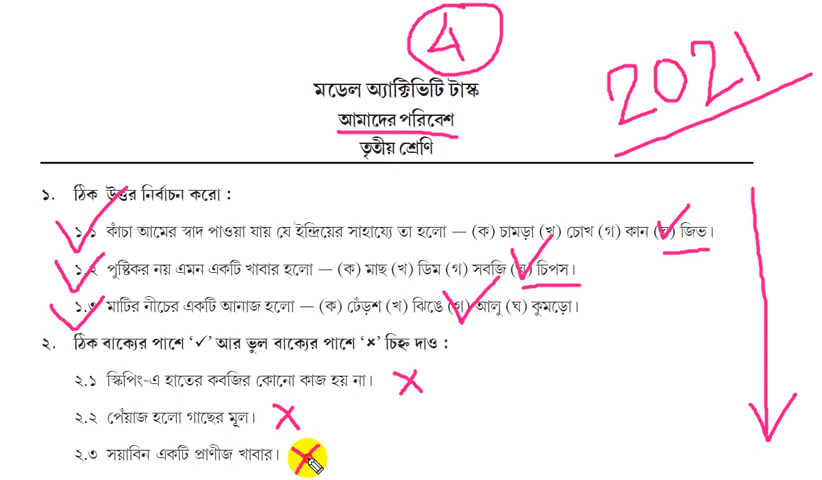 4
2021
মডেল অ্যাক্টিভিটি টাস্ক
আমাদের পরিবেশ
তৃতীয় শ্রেণি
১. ঠিক উত্তর নির্বাচন করো :
১.১ কাঁচা আমের স্বাদ পাওয়া যায় যে ইন্দ্রিয়ের সাহায্যে তা হলো — (ক) চামড়া (খ) চোখ (গ) কান (ঘ) জিভ।
১.২ পুষ্টিকর নয় এমন একটি খাবার হলো — (ক) মাছ (খ) ডিম (গ) সবজি (ঘ) চিপস।
১.৩ মাটির নীচের একটি আনাজ হলো — (ক) ঢেঁড়শ (খ) ঝিঙে (গ) আলু (ঘ) কুমড়ো।
২. ঠিক বাক্যের পাশে ‘✓’ আর ভুল বাক্যের পাশে ‘×’ চিহ্ন দাও :
২.১ স্কিপিং-এ হাতের কবজির কোনো কাজ হয় না।
২.২ পেঁয়াজ হলো গাছের মূল।
২.৩ সয়াবিন একটি প্রাণীজ খাবার।